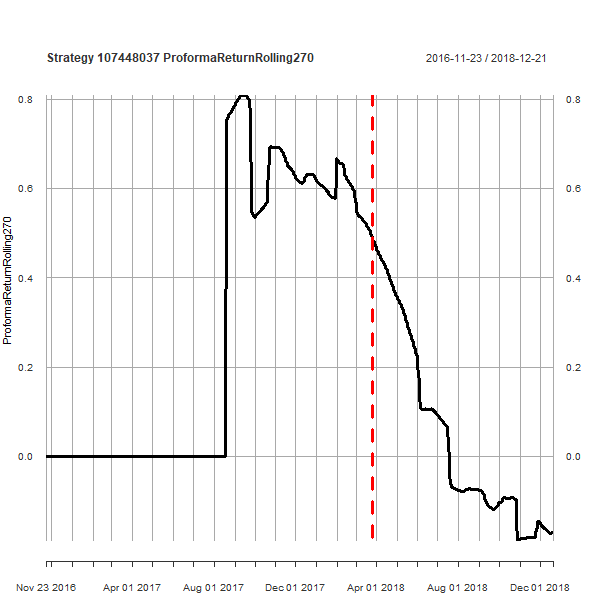 Strategy 107448037 ProformaReturnRolling270
2016-11-23 / 2018-12-21
0.8
0.8
0.6
0.6
0.4
0.4
0.2
0.2
0.0
0.0
ProformaReturnRolling270
Nov 23 2016
Apr 01 2017
Aug 01 2017
Dec 01 2017
Apr 01 2018
Aug 01 2018
Dec 01 2018